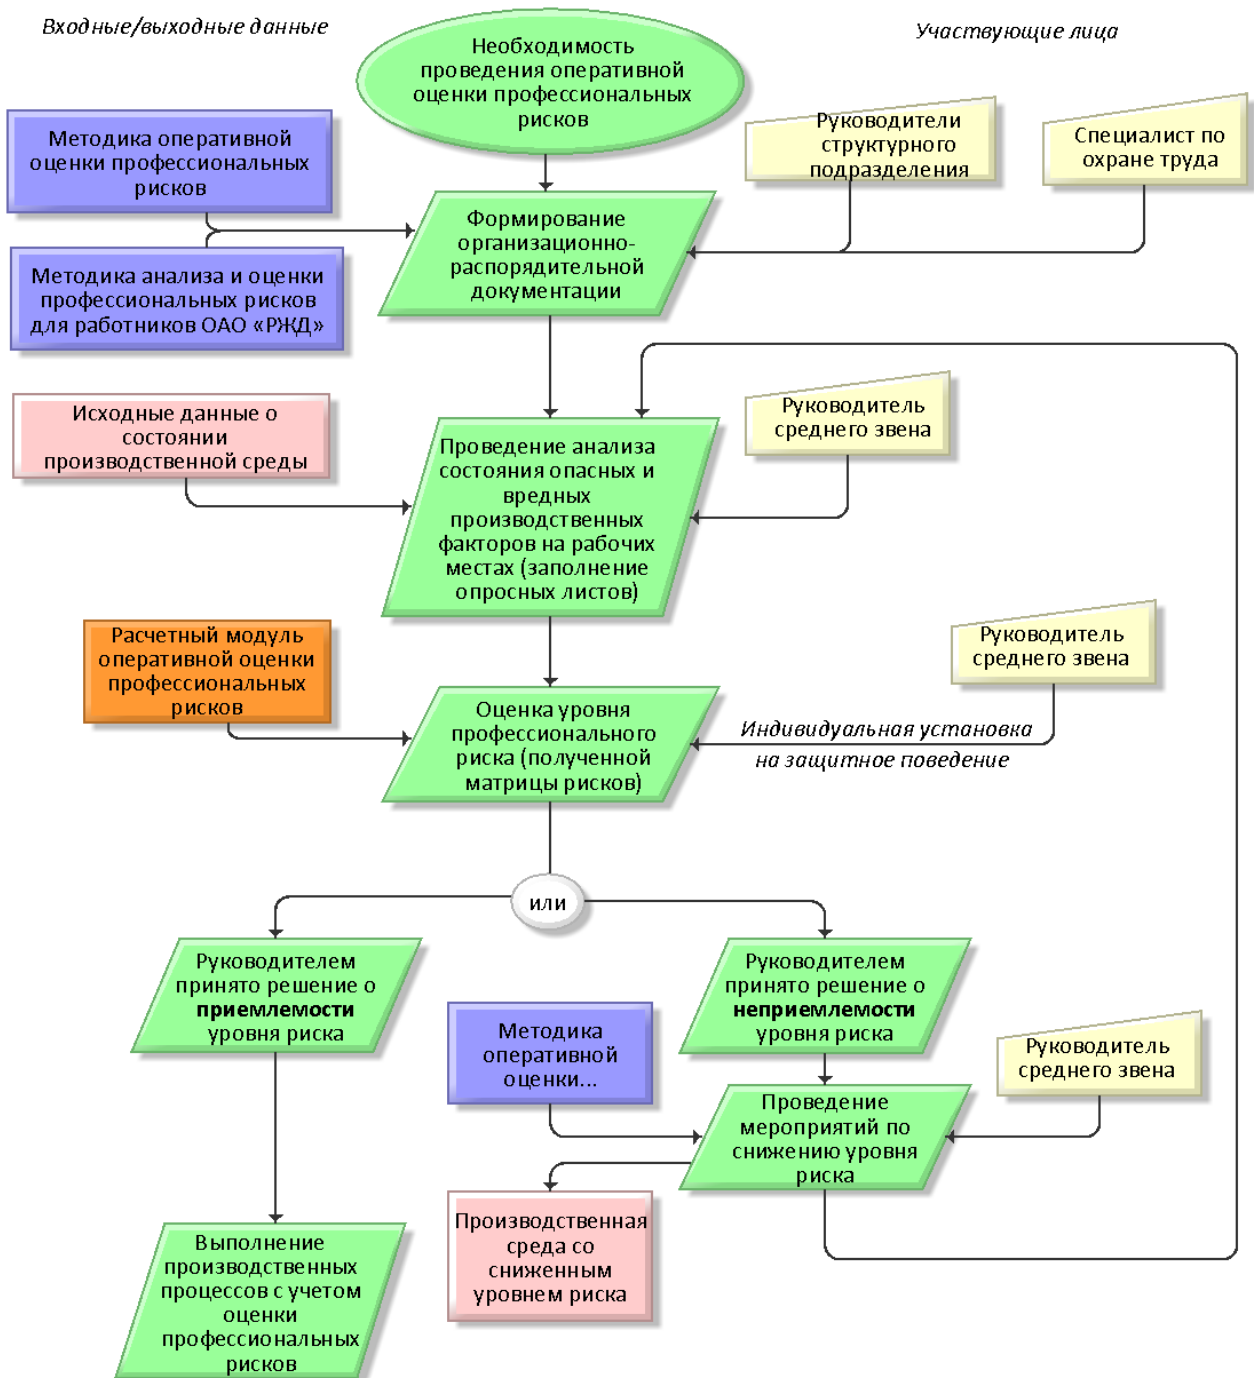 Входные/выходные данные
Участвующие лица
Необходимость
проведения оперативной
оценки профессиональных
рисков
Методика оперативной
оценки профессиональных
рисков
Руководители
структурного
подразделения
Специалист по
охране труда
Формирование
организационно-
распорядительной
документации
Методика анализа и оценки
профессиональных рисков
для работников ОАО «РЖД»
Исходные данные о
состоянии
производственной среды
Руководитель
среднего звена
Проведение анализа
состояния опасных и
вредных
производственных
факторов на рабочих
местах (заполнение
опросных листов)
Расчетный модуль
оперативной оценки
профессиональных
рисков
Руководитель
среднего звена
Оценка уровня
профессионального
риска (полученной
матрицы рисков)
Индивидуальная установка
на защитное поведение
или
Руководителем
принято решение о
приемлемости
уровня риска
Руководителем
принято решение о
неприемлемости
уровня риска
Методика
оперативной
оценки...
Руководитель
среднего звена
Проведение
мероприятий по
снижению уровня
риска
Производственная
среда со
сниженным
уровнем риска
Выполнение
производственных
процессов с учетом
оценки
профессиональных
рисков